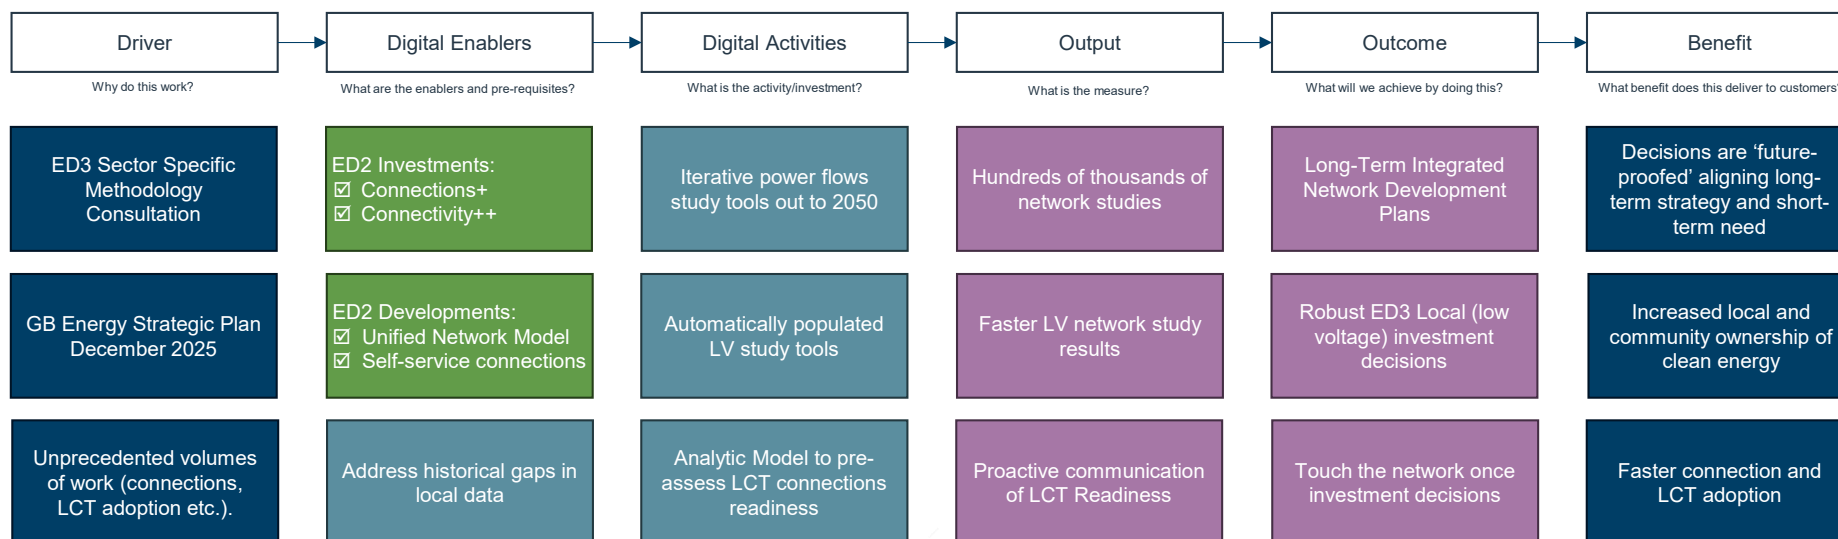 Driver
Digital Enablers
Digital Activities
Output
Outcome
Benefit
Why do this work?
What are the enablers and pre-requisites?
What is the activity/investment?
What is the measure?
What will we achieve by doing this?
What benefit does this deliver to customers?
ED3 Sector Specific
Methodology
Consultation
ED2 Investments:
☑ Connections+
☑ Connectivity++
Iterative power flows
study tools out to 2050
Hundreds of thousands of
network studies
Long-Term Integrated
Network Development
Plans
Decisions are ‘future-
proofed’ aligning long-
term strategy and short-
term need
GB Energy Strategic Plan
December 2025
ED2 Developments:
☑ Unified Network Model
☑ Self-service connections
Automatically populated
LV study tools
Faster LV network study
results
Robust ED3 Local (low
voltage) investment
decisions
Increased local and
community ownership of
clean energy
Unprecedented volumes
of work (connections,
LCT adoption etc.).
Address historical gaps in
local data
Analytic Model to pre-
assess LCT connections
readiness
Proactive communication
of LCT Readiness
Touch the network once
investment decisions
Faster connection and
LCT adoption